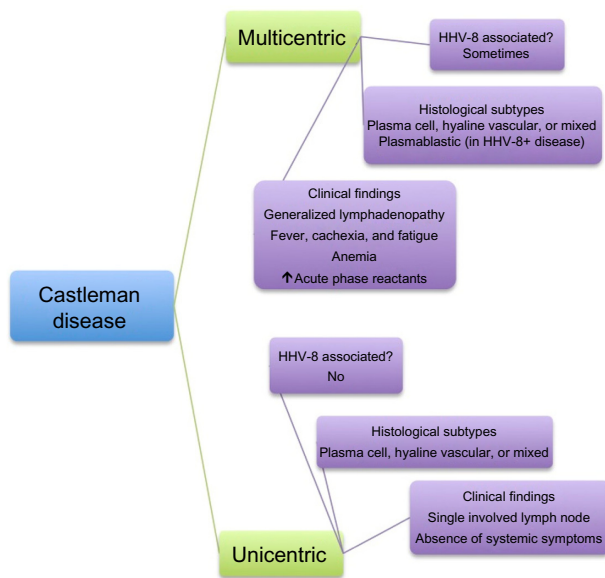 Multicentric
HHV-8 associated?
Sometimes
Histological subtypes
Plasma cell, hyaline vascular, or mixed
Plasmablastic (in HHV-8+ disease)
Clinical findings
Generalized lymphadenopathy
Fever, cachexia, and fatigue
Anemia
↑Acute phase reactants
Castleman
disease
HHV-8 associated?
No
Histological subtypes
Plasma cell, hyaline vascular, or mixed
Clinical findings
Single involved lymph node
Absence of systemic symptoms
Unicentric